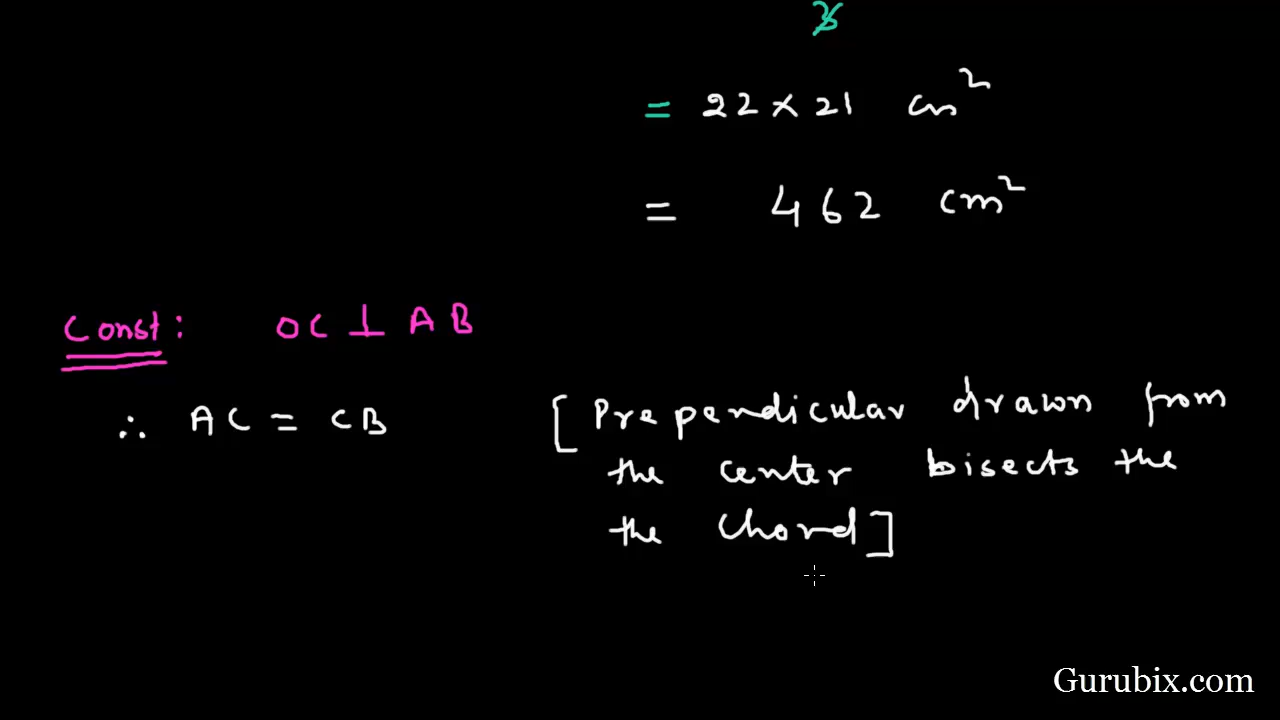 = 22 × 21 cm²
= 462 cm²
Const: OC ⊥ AB
∴ AC = CB [Prependicular drawn from
the center bisects the
the chord]
Gurubix.com